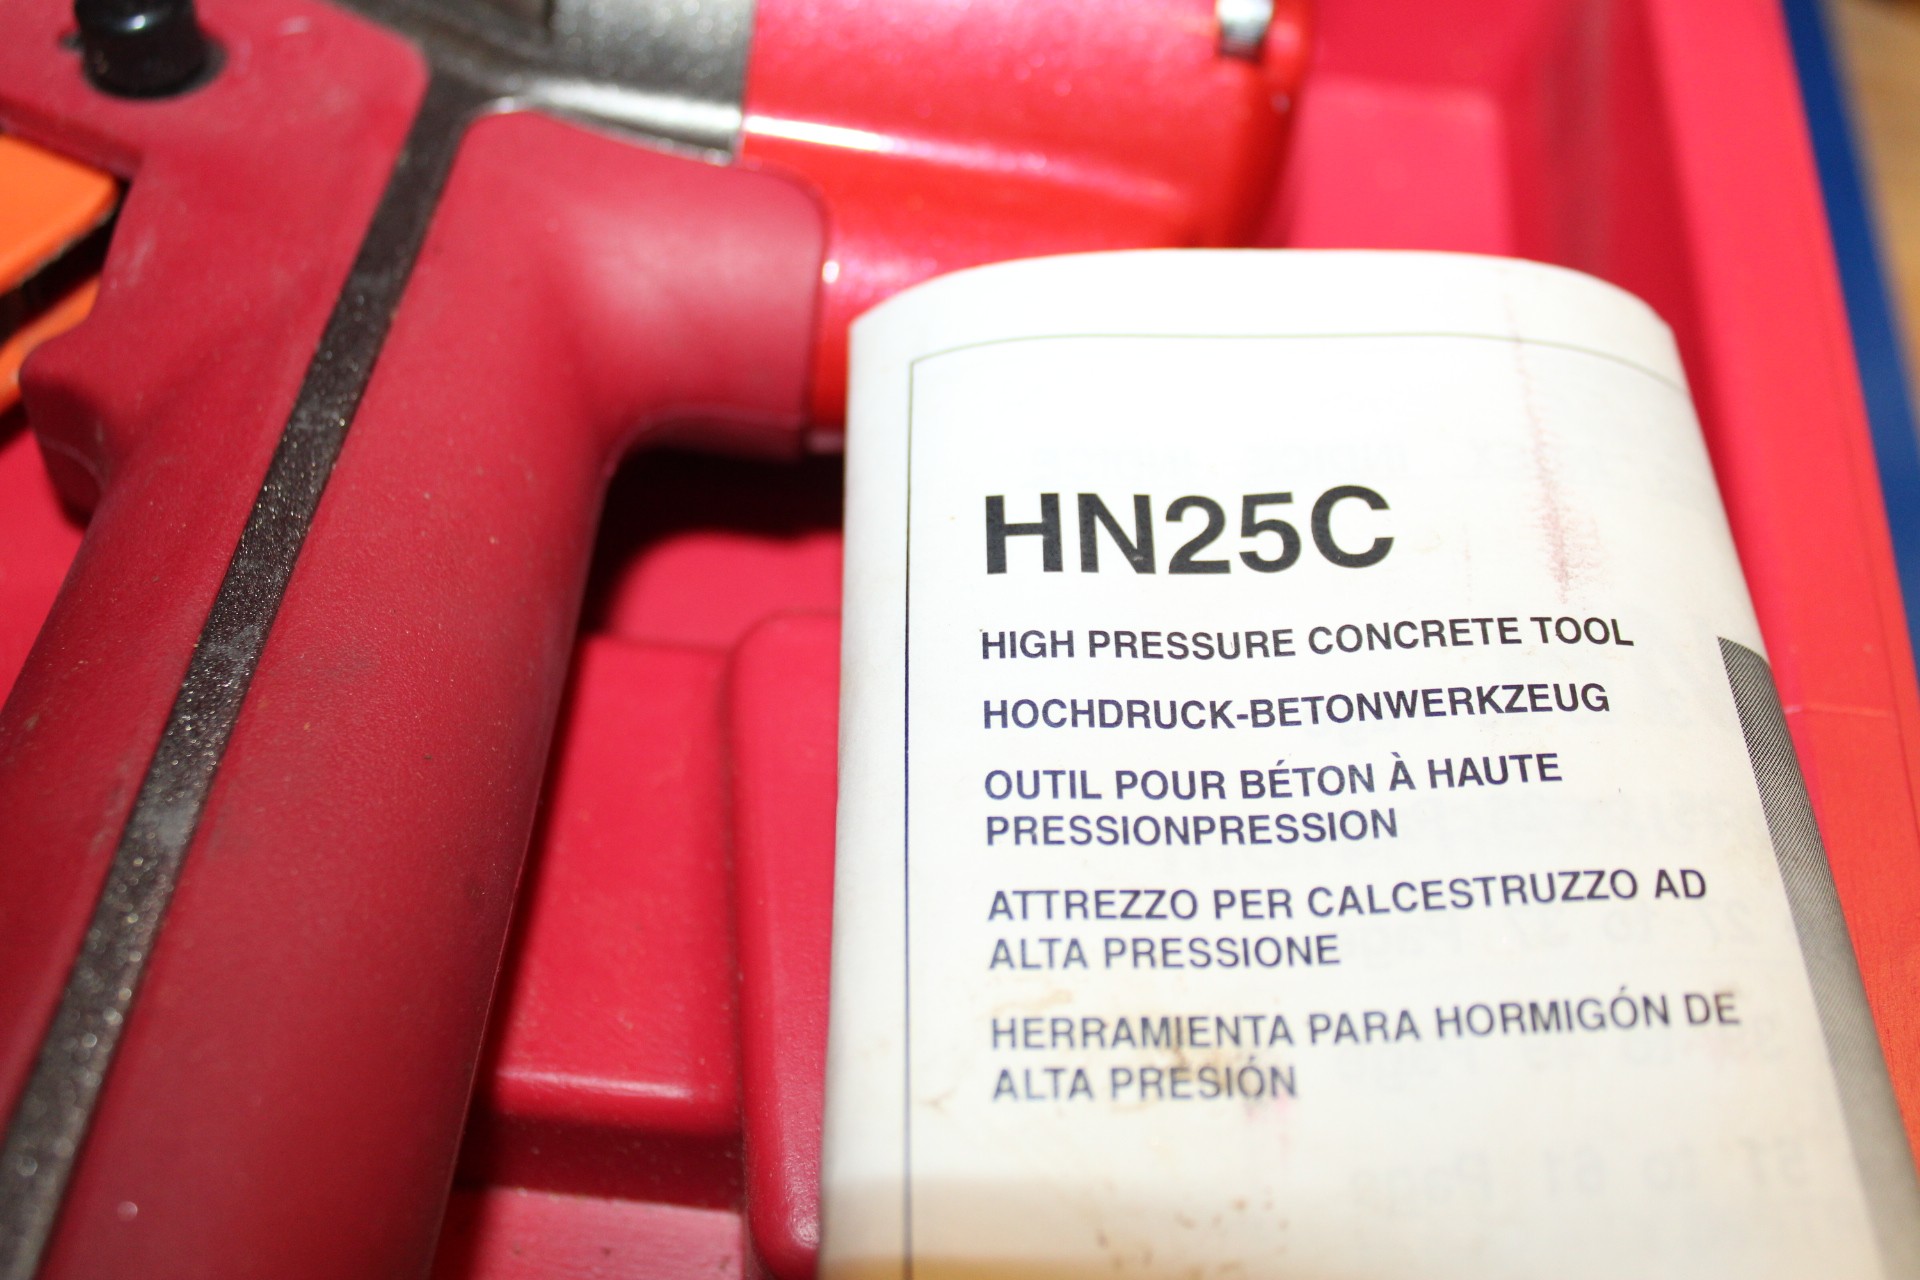 HN25C
HIGH PRESSURE CONCRETE TOOL
HOCHDRUCK-BETONWERKZEUG
OUTIL POUR BÉTON À HAUTE
PRESSIONPRESSION
ATTREZZO PER CALCESTRUZZO AD
ALTA PRESSIONE
HERRAMIENTA PARA HORMIGÓN DE
ALTA PRESIÓN